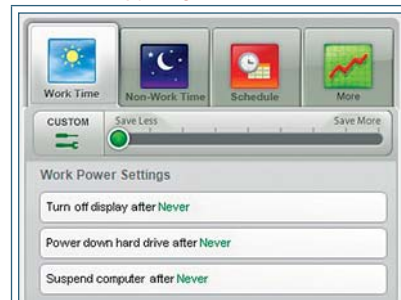 Work Time Non-Work Time Schedule More
CUSTOM Save Less Save More
Work Power Settings
Turn off display after Never
Power down hard drive after Never
Suspend computer after Never